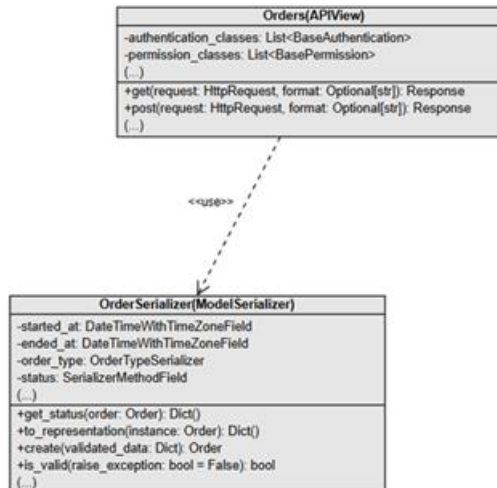 Orders(APIView)
-authentication_classes: List<BaseAuthentication>
-permission_classes: List<BasePermission>
(...)
+get(request: HttpRequest, format: Optional[str]): Response
+post(request: HttpRequest, format: Optional[str]): Response
(...)
<<use>>
OrderSerializer(ModelSerializer)
-started_at: DateTimeWithTimeZoneField
-ended_at: DateTimeWithTimeZoneField
-order_type: OrderTypeSerializer
-status: SerializerMethodField
(...)
+get_status(order: Order): Dict()
+to_representation(instance: Order): Dict()
+create(validated_data: Dict): Order
+is_valid(raise_exception: bool = False): bool
(...)